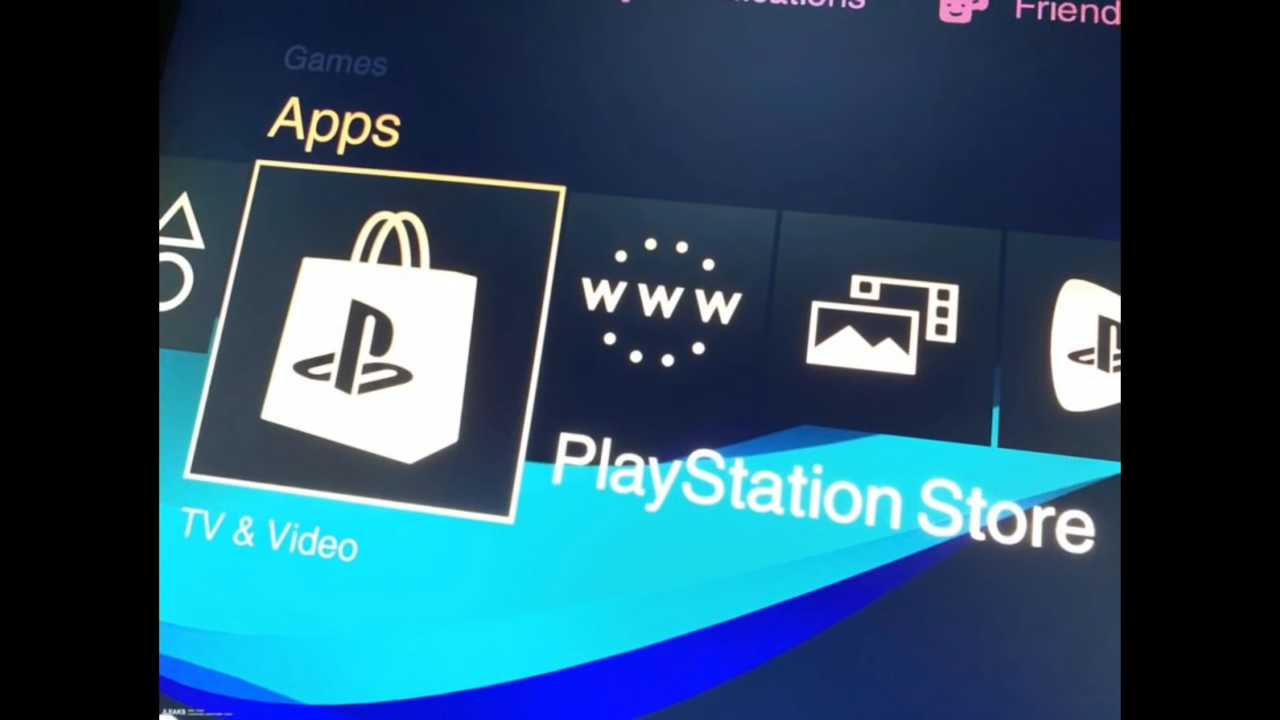 Friend
Games
Apps
WWW
PlayStation Store
TV & Video